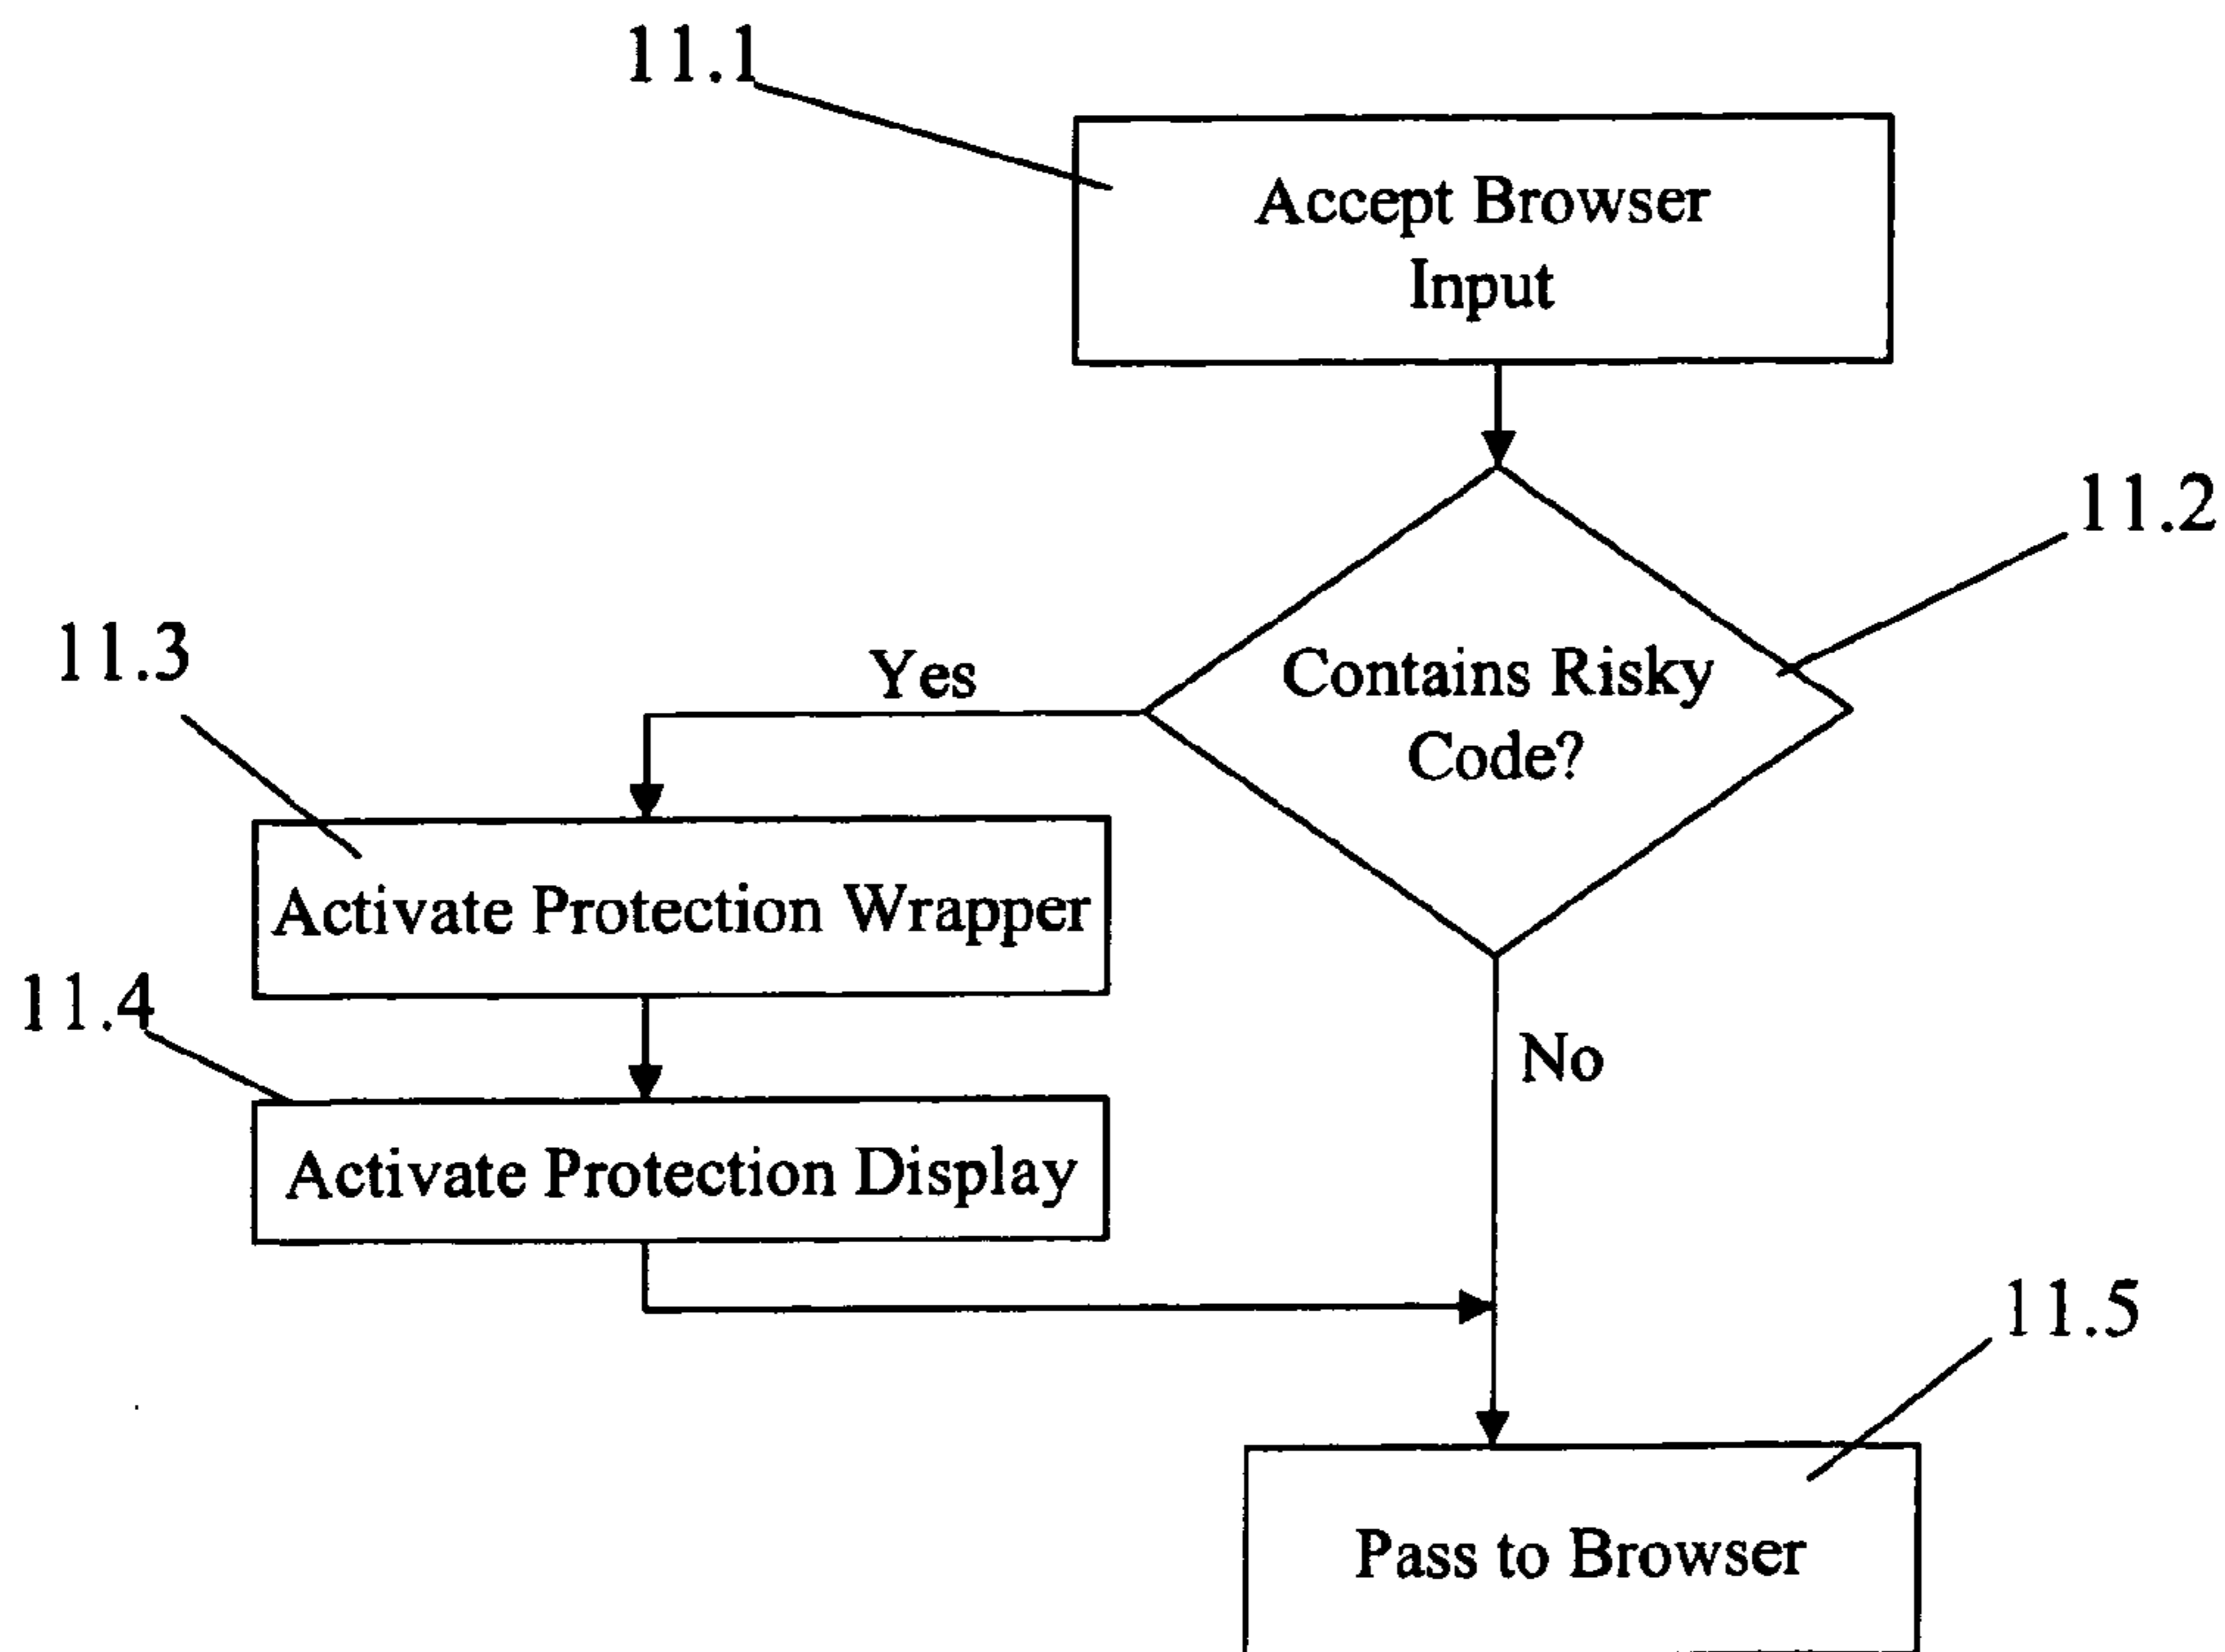 11.1
Accept Browser
Input
11.2
Contains Risky
Code?
Yes
11.3
Activate Protection Wrapper
11.4
Activate Protection Display
No
11.5
Pass to Browser